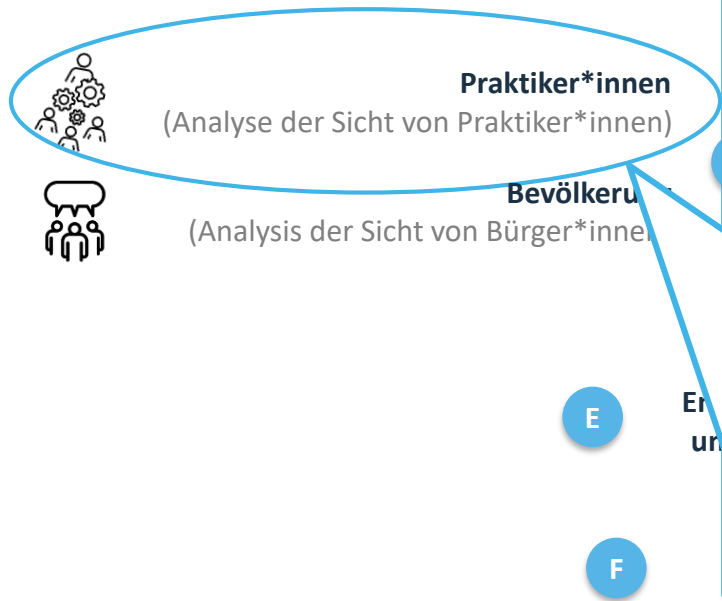 Praktiker*innen
(Analyse der Sicht von Praktiker*innen)
(Analysis der Sicht von Bürger*innen
E
F